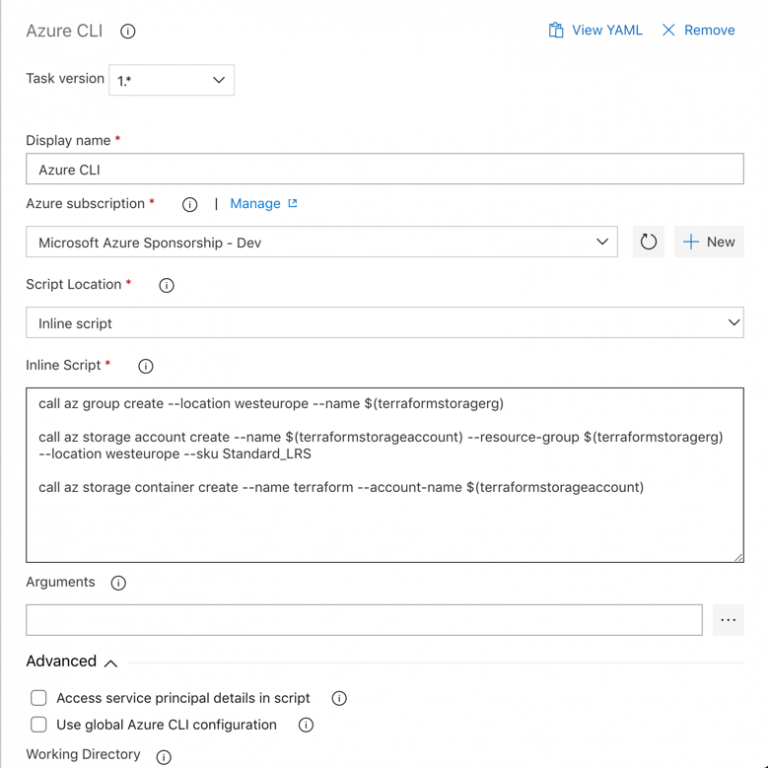 Azure CLI
View YAML
Remove
Task version
1.*
Display name *
Azure CLI
Azure subscription * | Manage
Microsoft Azure Sponsorship - Dev
New
Script Location *
Inline script
Inline Script *
call az group create --location westeurope --name $(terraformstoragerg)
call az storage account create --name $(terraformstorageaccount) --resource-group $(terraformstoragerg)
--location westeurope --sku Standard_LRS
call az storage container create --name terraform --account-name $(terraformstorageaccount)
Arguments
...
Advanced
Access service principal details in script
Use global Azure CLI configuration
Working Directory